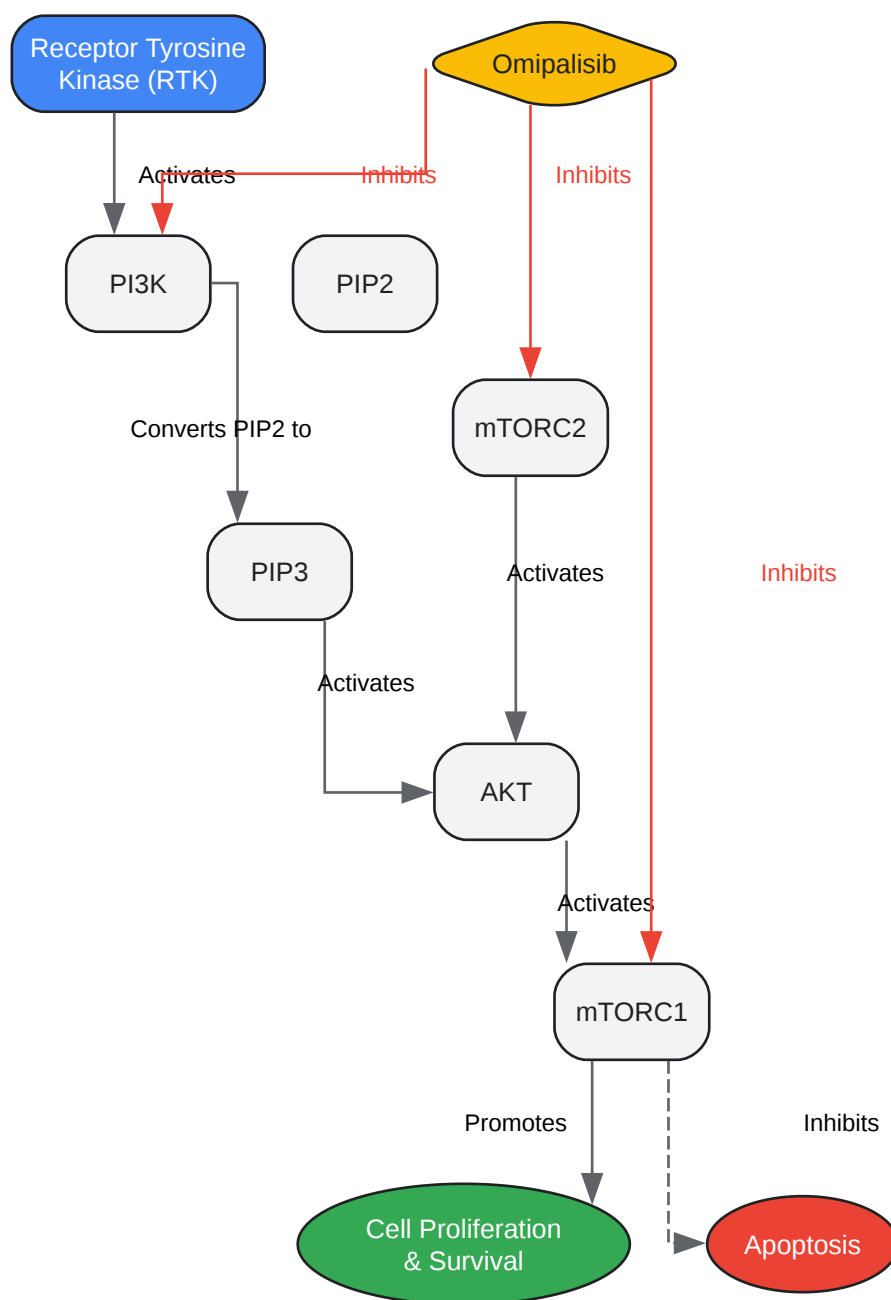 Receptor Tyrosine
Kinase (RTK)
Omipalisib
Activates
Inhibits
Inhibits
PI3K
PIP2
Converts PIP2 to
mTORC2
PIP3
Activates
Inhibits
Activates
AKT
Activates
mTORC1
Promotes
Inhibits
Cell Proliferation
& Survival
Apoptosis